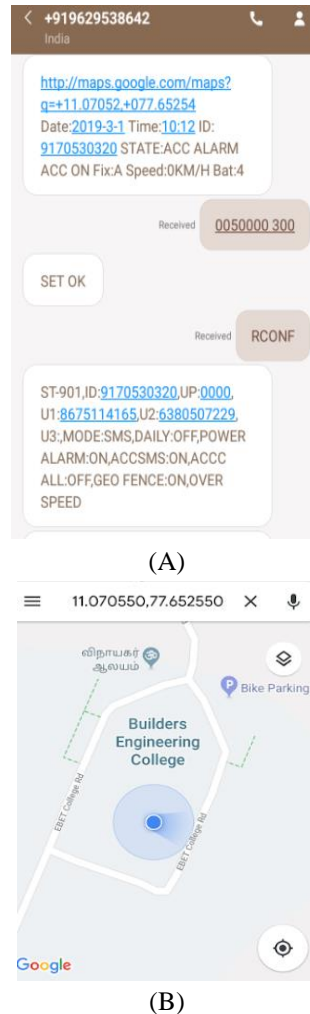 +919629538642
India
http://maps.google.com/maps?
q=+11.07052,+077.65254
Date:2019-3-1 Time:10:12 ID:
9170530320 STATE:ACC ALARM
ACC ON Fix:A Speed:0KM/H Bat:4
Received 0050000 300
SET OK
Received RCONF
ST-901,ID:9170530320,UP:0000,
U1:8675114165,U2:6380507229,
U3:,MODE:SMS,DAILY:OFF,POWER
ALARM:ON,ACCSMS:ON,ACCC
ALL:OFF,GEO FENCE:ON,OVER
SPEED
(A)
11.070550,77.652550
விநாயகர்
ஆலயம்
P Bike Parking
Builders
Engineering
College
EBET College Rd
EBET College Rd
Google
(B)